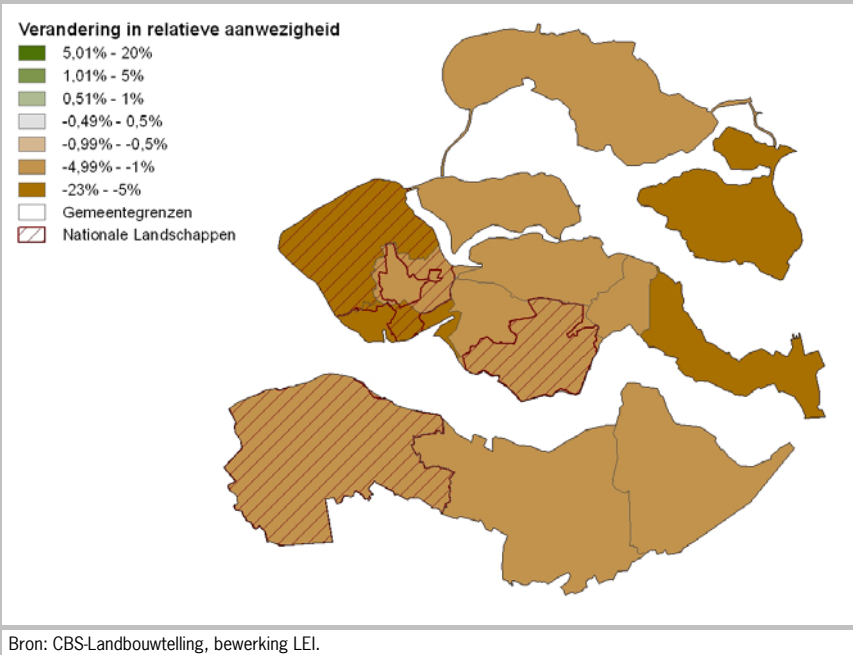 Verandering in relatieve aanwezigheid
5,01% - 20%
1,01% - 5%
0,51% - 1%
-0,49% - 0,5%
-0,99% - -0,5%
-4,99% - -1%
-23% - -5%
Gemeentegrenzen
Nationale Landschappen
Bron: CBS-Landbouwtelling, bewerking LEI.